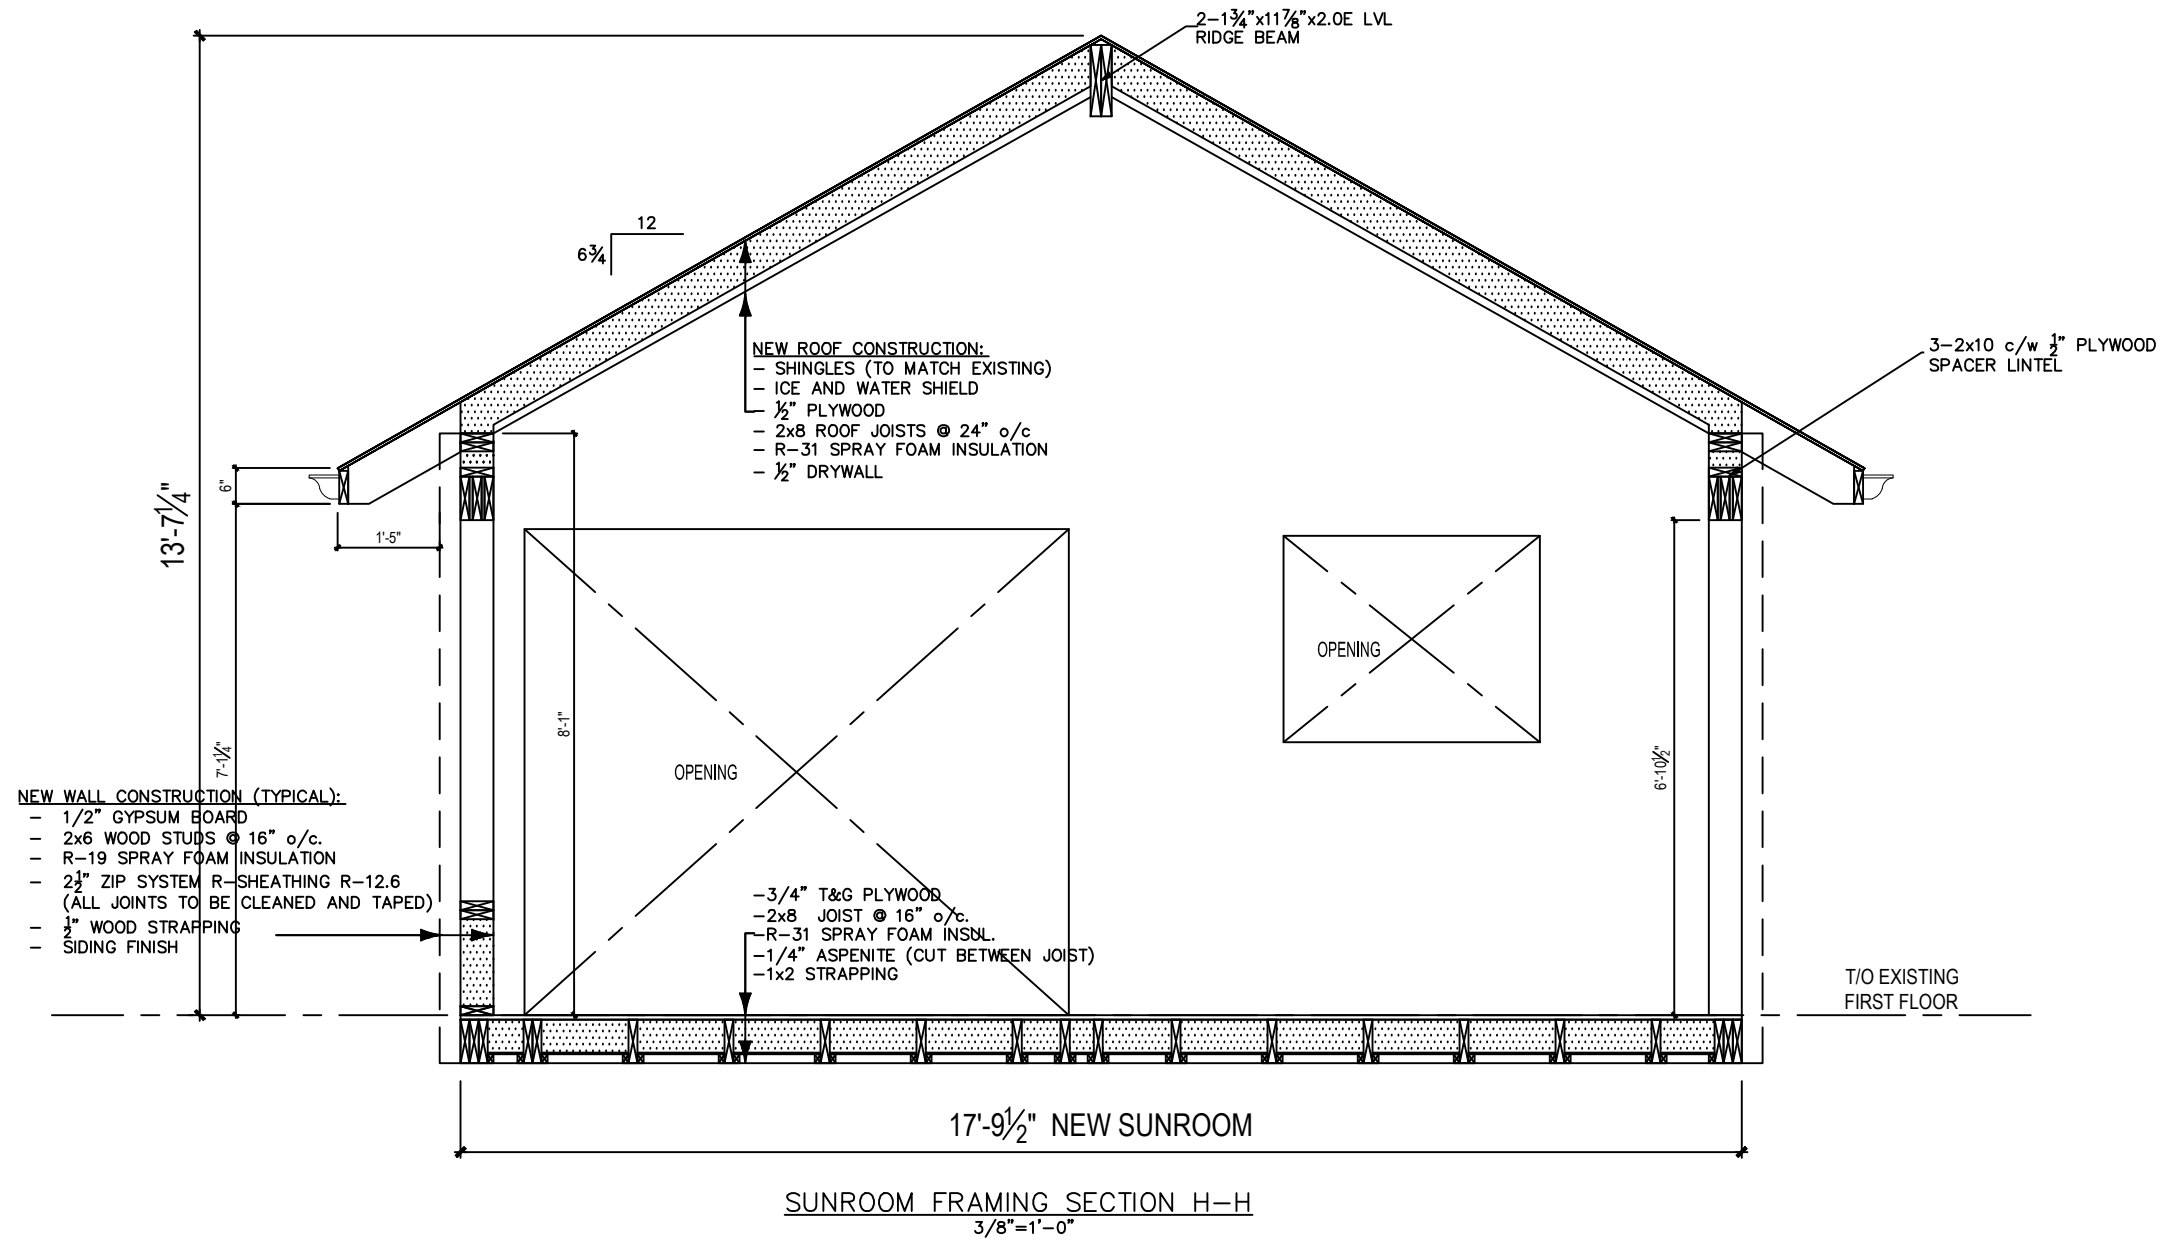 2-1¾"x11⅞"x2.0E LVL
RIDGE BEAM
12
6¾
13'-7¼"
NEW ROOF CONSTRUCTION:
- SHINGLES (TO MATCH EXISTING)
- ICE AND WATER SHIELD
- ½" PLYWOOD
- 2x8 ROOF JOISTS @ 24" o/c
- R-31 SPRAY FOAM INSULATION
- ½" DRYWALL
3-2x10 c/w ½" PLYWOOD
SPACER LINTEL
6"
1'-5"
7'-1¼"
8'-1"
6'-10½"
OPENING
OPENING
NEW WALL CONSTRUCTION (TYPICAL):
- 1/2" GYPSUM BOARD
- 2x6 WOOD STUDS @ 16" o/c.
- R-19 SPRAY FOAM INSULATION
- 2½" ZIP SYSTEM R-SHEATHING R-12.6
(ALL JOINTS TO BE CLEANED AND TAPED)
- ½" WOOD STRAPPING
- SIDING FINISH
-3/4" T&G PLYWOOD
-2x8 JOIST @ 16" o/c.
-R-31 SPRAY FOAM INSUL.
-1/4" ASPENITE (CUT BETWEEN JOIST)
-1x2 STRAPPING
T/O EXISTING
FIRST FLOOR
17'-9½" NEW SUNROOM
SUNROOM FRAMING SECTION H-H
3/8"=1'-0"